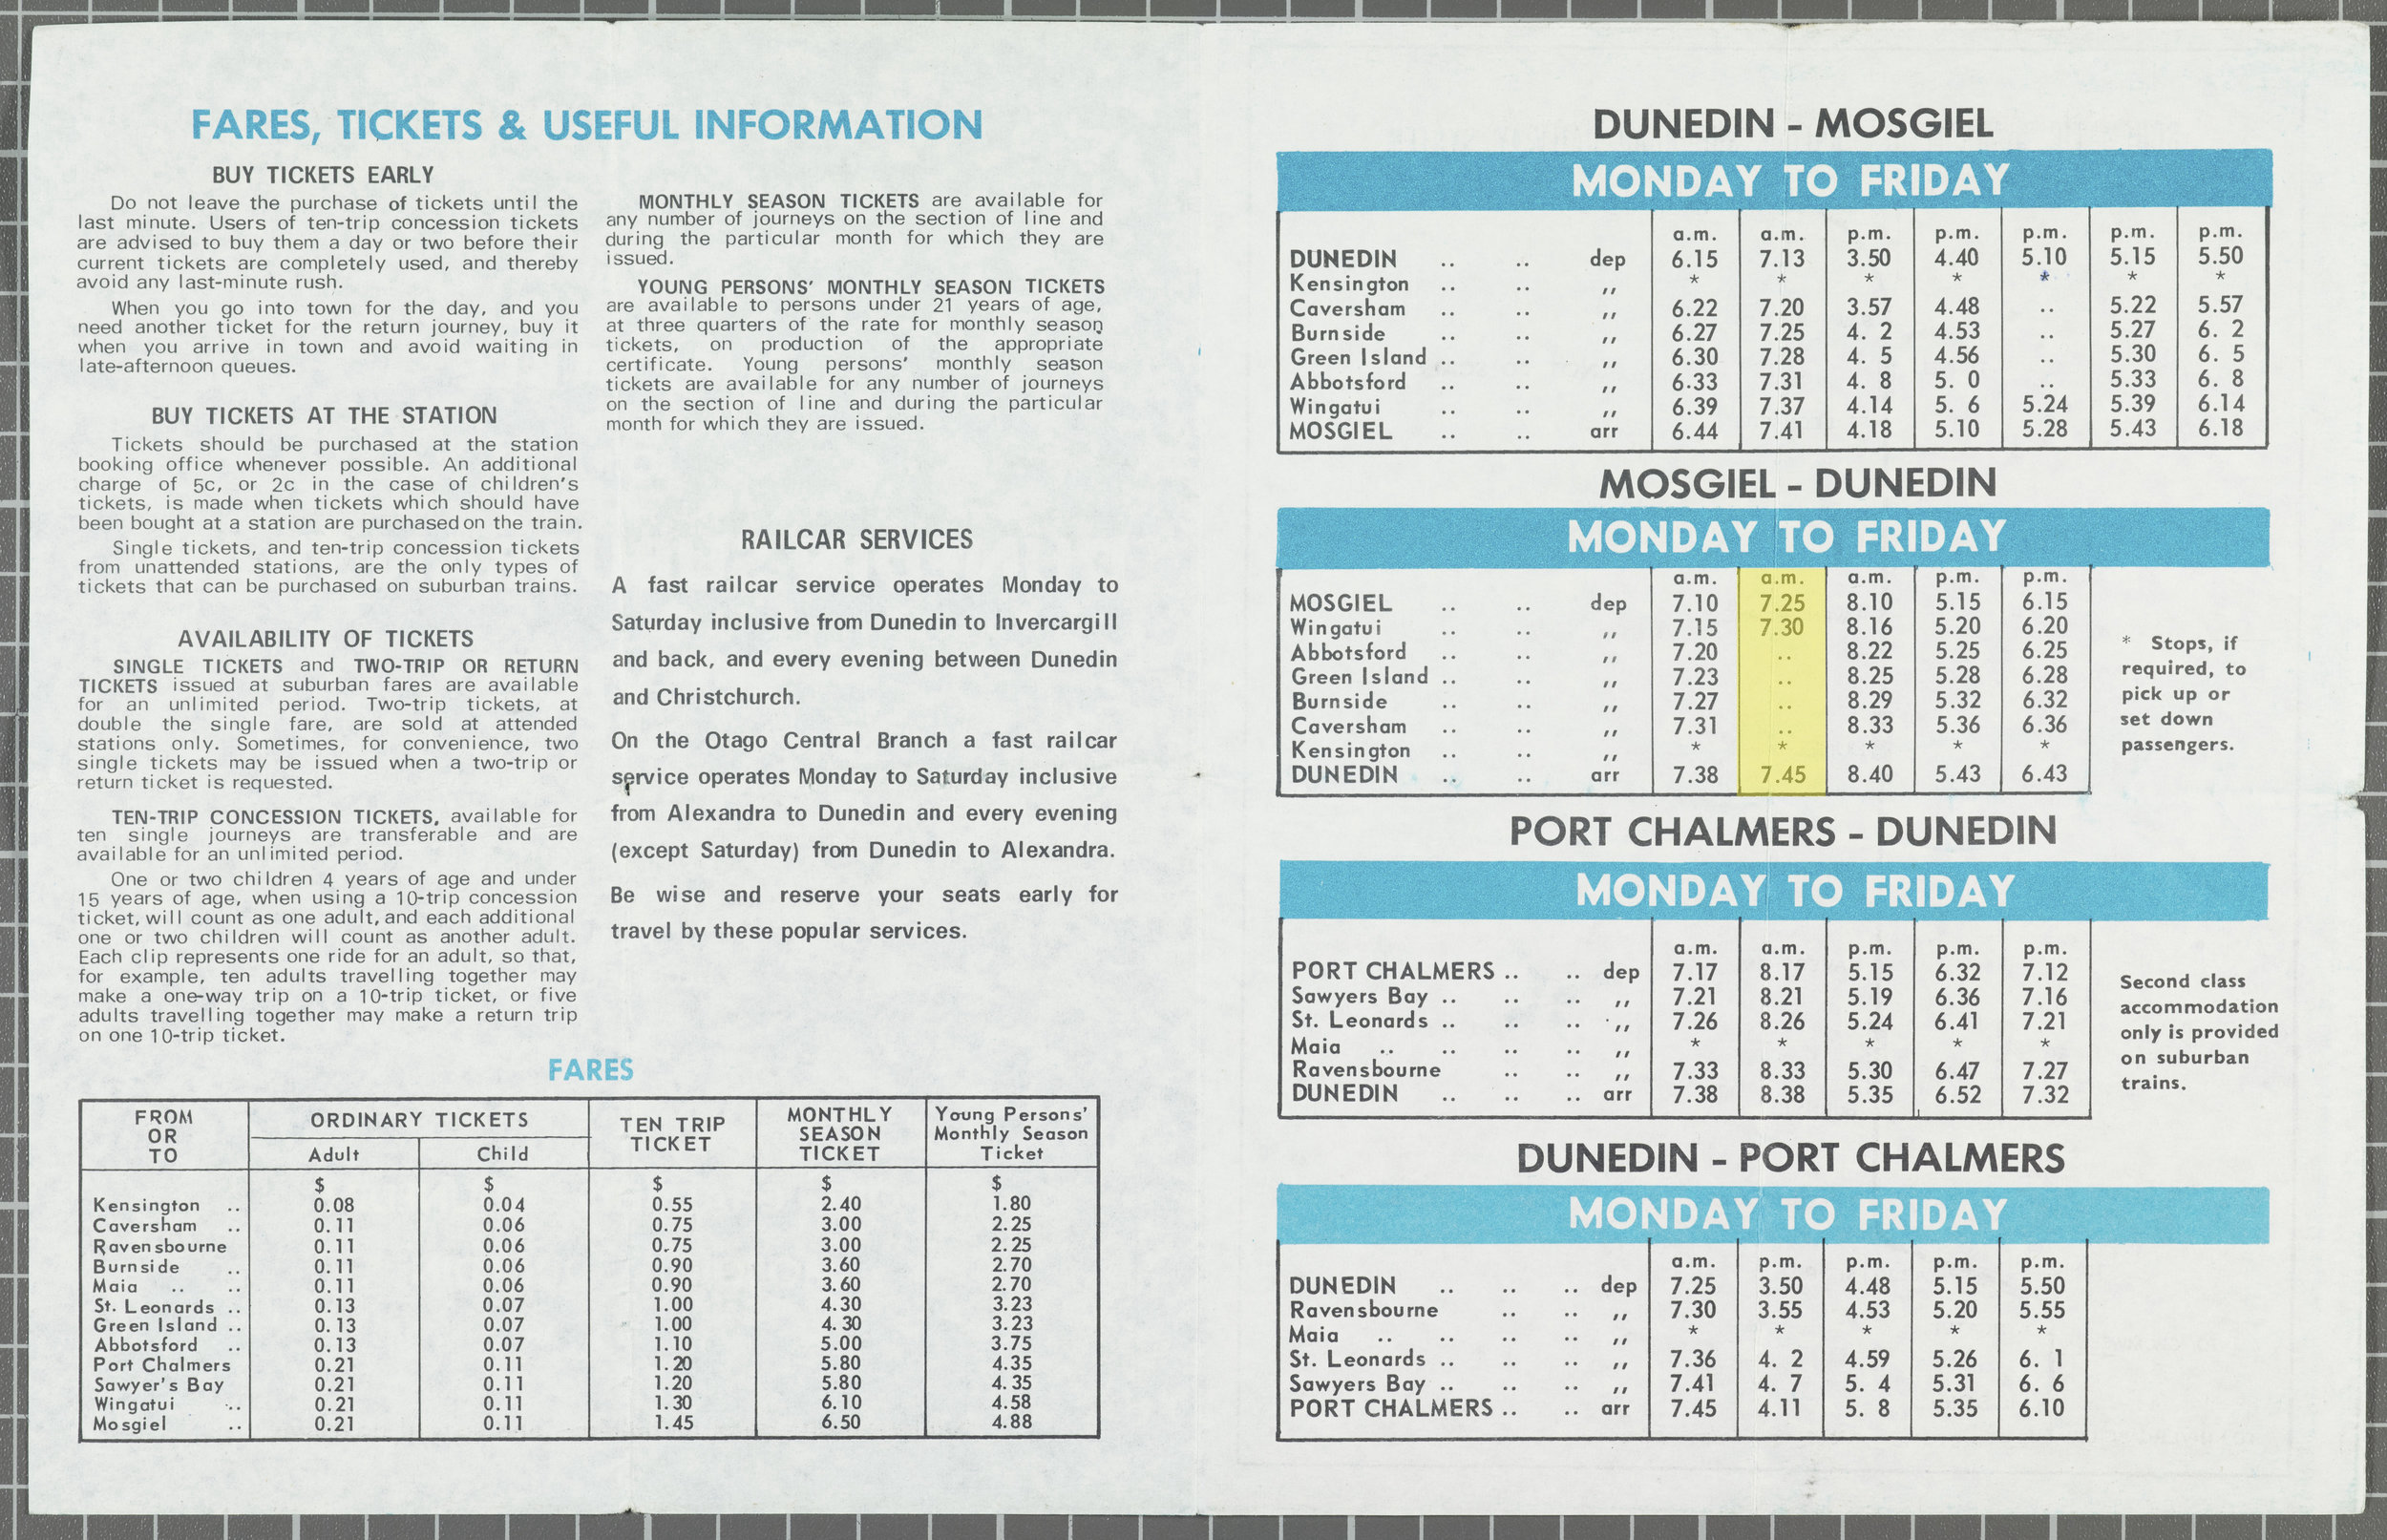 FARES, TICKETS & USEFUL INFORMATION
BUY TICKETS EARLY
Do not leave the purchase of tickets until the
last minute. Users of ten-trip concession tickets
are advised to buy them a day or two before their
current tickets are completely used, and thereby
avoid any last-minute rush.
When you go into town for the day, and you
need another ticket for the return journey, buy it
when you arrive in town and avoid waiting in
late-afternoon queues.
BUY TICKETS AT THE STATION
Tickets should be purchased at the station
booking office whenever possible. An additional
charge of 5c, or 2c in the case of children's
tickets, is made when tickets which should have
been bought at a station are purchased on the train.
Single tickets, and ten-trip concession tickets
from unattended stations, are the only types of
tickets that can be purchased on suburban trains.
AVAILABILITY OF TICKETS
SINGLE TICKETS and TWO-TRIP OR RETURN
TICKETS issued at suburban fares are available
for an unlimited period. Two-trip tickets, at
double the single fare, are sold at attended
stations only. Sometimes, for convenience, two
single tickets may be issued when a two-trip or
return ticket is requested.
TEN-TRIP CONCESSION TICKETS, available for
ten single journeys are transferable and are
available for an unlimited period.
One or two children 4 years of age and under
15 years of age, when using a 10-trip concession
ticket, will count as one adult, and each additional
one or two children will count as another adult.
Each clip represents one ride for an adult, so that,
for example, ten adults travelling together may
make a one-way trip on a 10-trip ticket, or five
adults travelling together may make a return trip
on one 10-trip ticket.
MONTHLY SEASON TICKETS are available for
any number of journeys on the section of line and
during the particular month for which they are
issued.
YOUNG PERSONS' MONTHLY SEASON TICKETS
are available to persons under 21 years of age,
at three quarters of the rate for monthly season
tickets, on production of the appropriate
certificate. Young persons' monthly season
tickets are available for any number of journeys
on the section of line and during the particular
month for which they are issued.
RAILCAR SERVICES
A fast railcar service operates Monday to
Saturday inclusive from Dunedin to Invercargill
and back, and every evening between Dunedin
and Christchurch.
On the Otago Central Branch a fast railcar
service operates Monday to Saturday inclusive
from Alexandra to Dunedin and every evening
(except Saturday) from Dunedin to Alexandra.
Be wise and reserve your seats early for
travel by these popular services.
FARES
FROM OR TO | ORDINARY TICKETS | TEN TRIP TICKET | MONTHLY SEASON TICKET | Young Persons' Monthly Season Ticket
Adult | Child
$ $ $ $ $
Kensington .. 0.08 0.04 0.55 2.40 1.80
Caversham .. 0.11 0.06 0.75 3.00 2.25
Ravensbourne 0.11 0.06 0.75 3.00 2.25
Burnside .. 0.11 0.06 0.90 3.60 2.70
Maia .. .. 0.11 0.06 0.90 3.60 2.70
St. Leonards .. 0.13 0.07 1.00 4.30 3.23
Green Island .. 0.13 0.07 1.00 4.30 3.23
Abbotsford .. 0.13 0.07 1.10 5.00 3.75
Port Chalmers 0.21 0.11 1.20 5.80 4.35
Sawyer's Bay 0.21 0.11 1.20 5.80 4.35
Wingatui .. 0.21 0.11 1.30 6.10 4.58
Mosgiel .. 0.21 0.11 1.45 6.50 4.88
DUNEDIN - MOSGIEL
MONDAY TO FRIDAY
a.m. a.m. p.m. p.m. p.m. p.m. p.m.
DUNEDIN .. .. dep 6.15 7.13 3.50 4.40 5.10 5.15 5.50
Kensington .. .. ,, * * * * * * *
Caversham .. .. ,, 6.22 7.20 3.57 4.48 .. 5.22 5.57
Burnside .. .. ,, 6.27 7.25 4. 2 4.53 .. 5.27 6. 2
Green Island .. .. ,, 6.30 7.28 4. 5 4.56 .. 5.30 6. 5
Abbotsford .. .. ,, 6.33 7.31 4. 8 5. 0 .. 5.33 6. 8
Wingatui .. .. ,, 6.39 7.37 4.14 5. 6 5.24 5.39 6.14
MOSGIEL .. .. arr 6.44 7.41 4.18 5.10 5.28 5.43 6.18
MOSGIEL - DUNEDIN
MONDAY TO FRIDAY
a.m. a.m. a.m. p.m. p.m.
MOSGIEL .. .. dep 7.10 7.25 8.10 5.15 6.15
Wingatui .. .. ,, 7.15 7.30 8.16 5.20 6.20
Abbotsford .. .. ,, 7.20 .. 8.22 5.25 6.25
Green Island .. .. ,, 7.23 .. 8.25 5.28 6.28
Burnside .. .. ,, 7.27 .. 8.29 5.32 6.32
Caversham .. .. ,, 7.31 .. 8.33 5.36 6.36
Kensington .. .. ,, * * * * *
DUNEDIN .. .. arr 7.38 7.45 8.40 5.43 6.43
* Stops, if
required, to
pick up or
set down
passengers.
PORT CHALMERS - DUNEDIN
MONDAY TO FRIDAY
a.m. a.m. p.m. p.m. p.m.
PORT CHALMERS .. .. dep 7.17 8.17 5.15 6.32 7.12
Sawyers Bay .. .. .. ,, 7.21 8.21 5.19 6.36 7.16
St. Leonards .. .. .. ,, 7.26 8.26 5.24 6.41 7.21
Maia .. .. .. .. ,, * * * * *
Ravensbourne .. .. ,, 7.33 8.33 5.30 6.47 7.27
DUNEDIN .. .. .. arr 7.38 8.38 5.35 6.52 7.32
Second class
accommodation
only is provided
on suburban
trains.
DUNEDIN - PORT CHALMERS
MONDAY TO FRIDAY
a.m. p.m. p.m. p.m. p.m.
DUNEDIN .. .. .. dep 7.25 3.50 4.48 5.15 5.50
Ravensbourne .. .. ,, 7.30 3.55 4.53 5.20 5.55
Maia .. .. .. .. ,, * * * * *
St. Leonards .. .. .. ,, 7.36 4. 2 4.59 5.26 6. 1
Sawyers Bay .. .. .. ,, 7.41 4. 7 5. 4 5.31 6. 6
PORT CHALMERS .. .. arr 7.45 4.11 5. 8 5.35 6.10